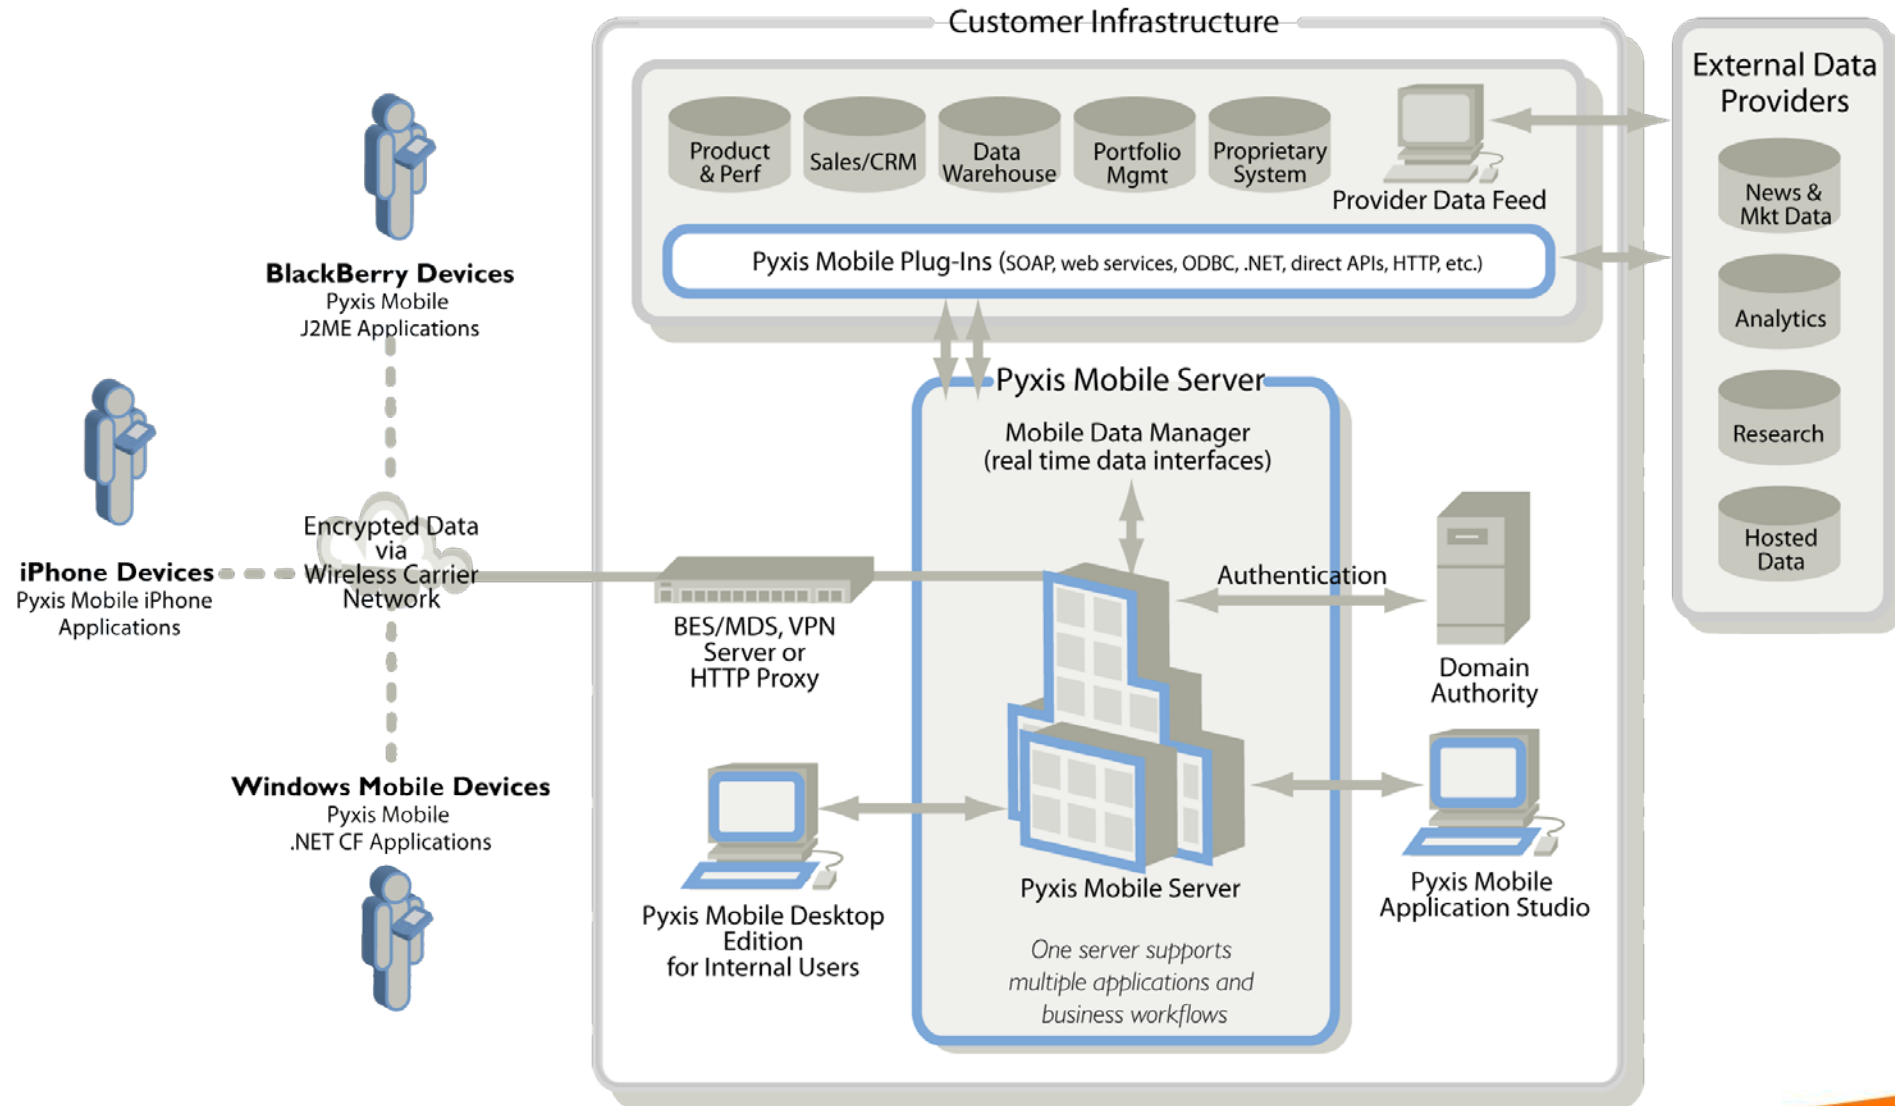 Customer Infrastructure
External Data
Providers
Product
& Perf
Sales/CRM
Data
Warehouse
Portfolio
Mgmt
Proprietary
System
Provider Data Feed
Pyxis Mobile Plug-Ins (SOAP, web services, ODBC, .NET, direct APIs, HTTP, etc.)
News &
Mkt Data
Analytics
Research
Hosted
Data
BlackBerry Devices
Pyxis Mobile
J2ME Applications
iPhone Devices
Pyxis Mobile iPhone
Applications
Encrypted Data
via
Wireless Carrier
Network
Windows Mobile Devices
Pyxis Mobile
.NET CF Applications
BES/MDS, VPN
Server or
HTTP Proxy
Pyxis Mobile Server
Mobile Data Manager
(real time data interfaces)
Authentication
Domain
Authority
Pyxis Mobile Desktop
Edition
for Internal Users
Pyxis Mobile Server
One server supports
multiple applications and
business workflows
Pyxis Mobile
Application Studio